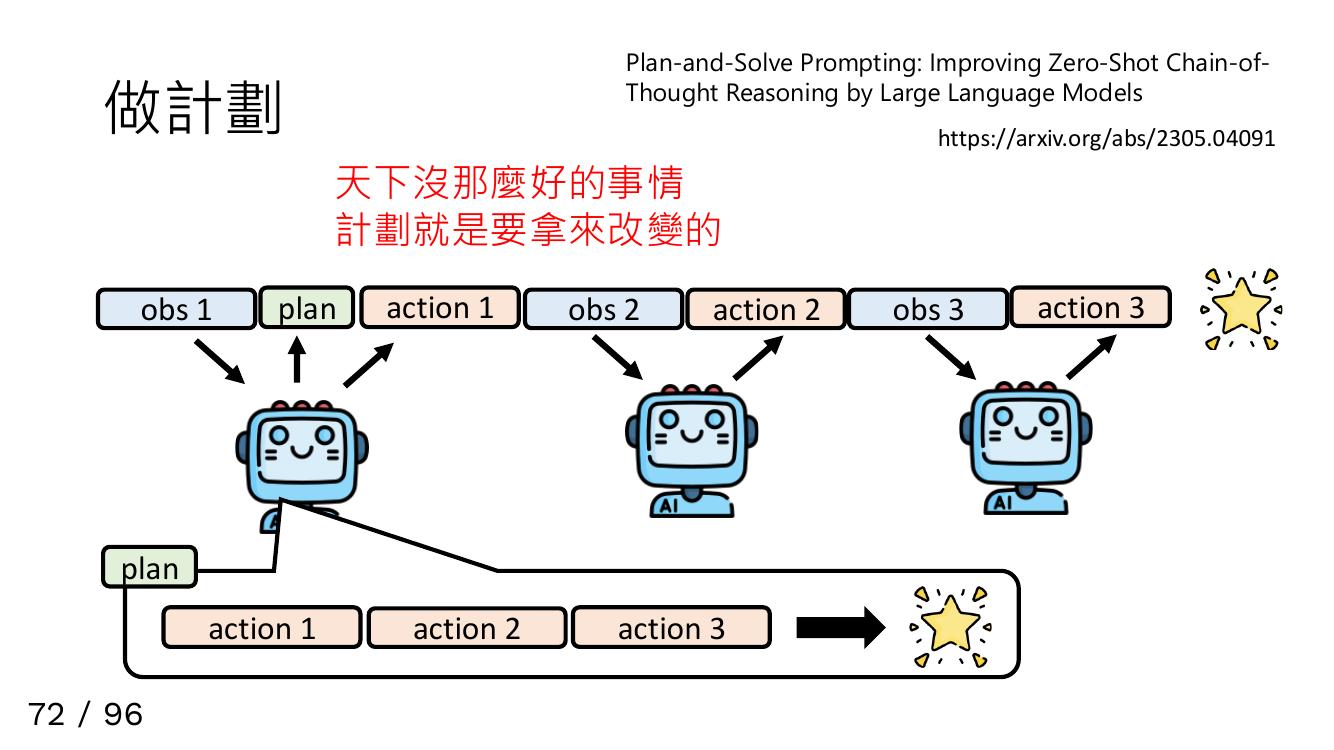 做計劃
Plan-and-Solve Prompting: Improving Zero-Shot Chain-of-
Thought Reasoning by Large Language Models
https://arxiv.org/abs/2305.04091
天下沒那麼好的事情
計劃就是要拿來改變的
obs 1 plan action 1 obs 2 action 2 obs 3 action 3
AI AI
plan
action 1 action 2 action 3
72 / 96